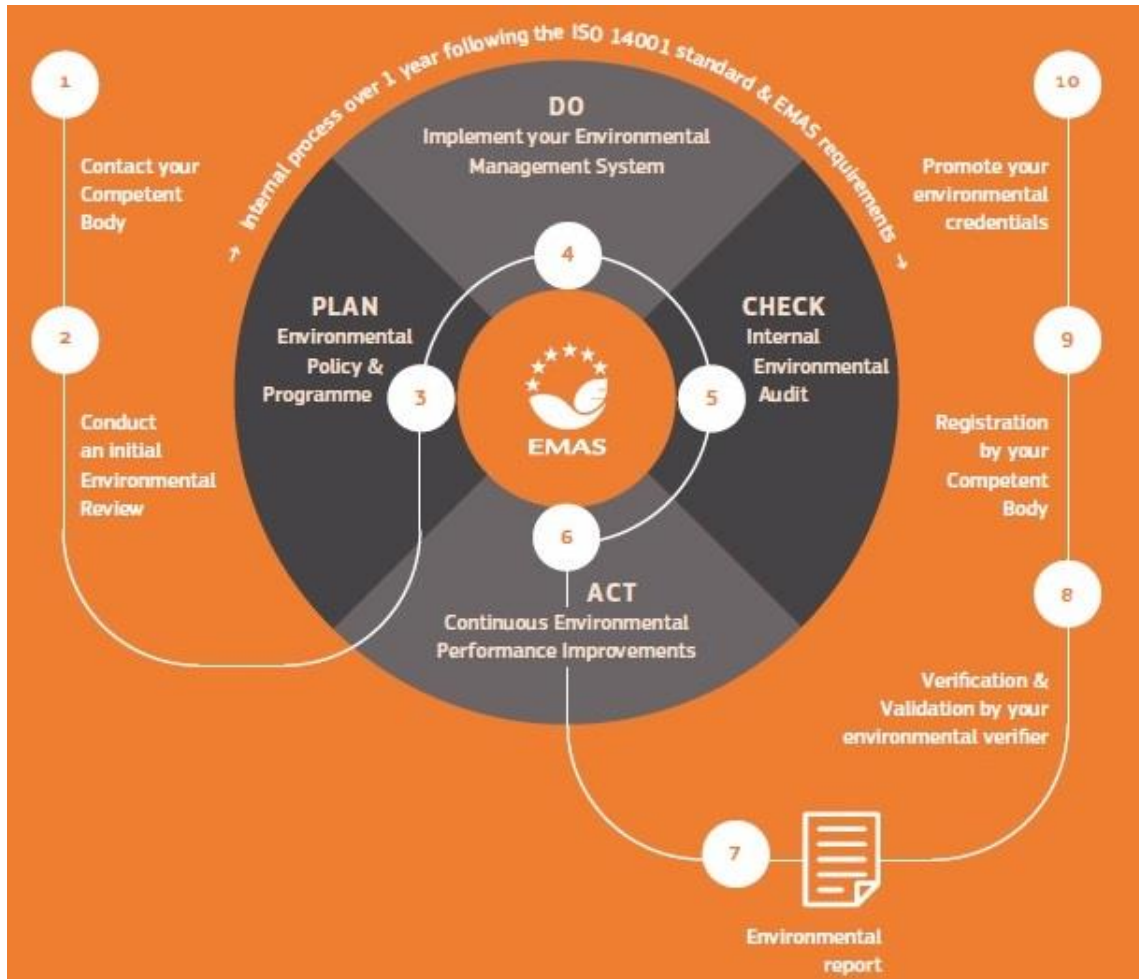 Internal process over 1 year following the ISO 14001 standard & EMAS requirements
1
Contact your
Competent
Body
2
Conduct
an initial
Environmental
Review
PLAN
Environmental
Policy &
Programme
3
DO
Implement your Environmental
Management System
4
CHECK
Internal
Environmental
Audit
5
EMAS
6
ACT
Continuous Environmental
Performance Improvements
7
Environmental
report
8
Verification &
Validation by your
environmental verifier
9
Registration
by your
Competent
Body
10
Promote your
environmental
credentials